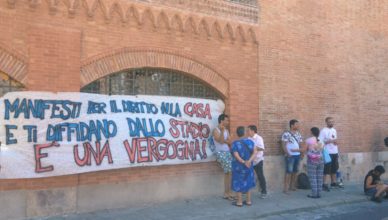 MANIFESTI PER IL DIRITTO ALLA CASA
E TI DIFFIDANO DALLO STADIO
È UNA VERGOGNA!